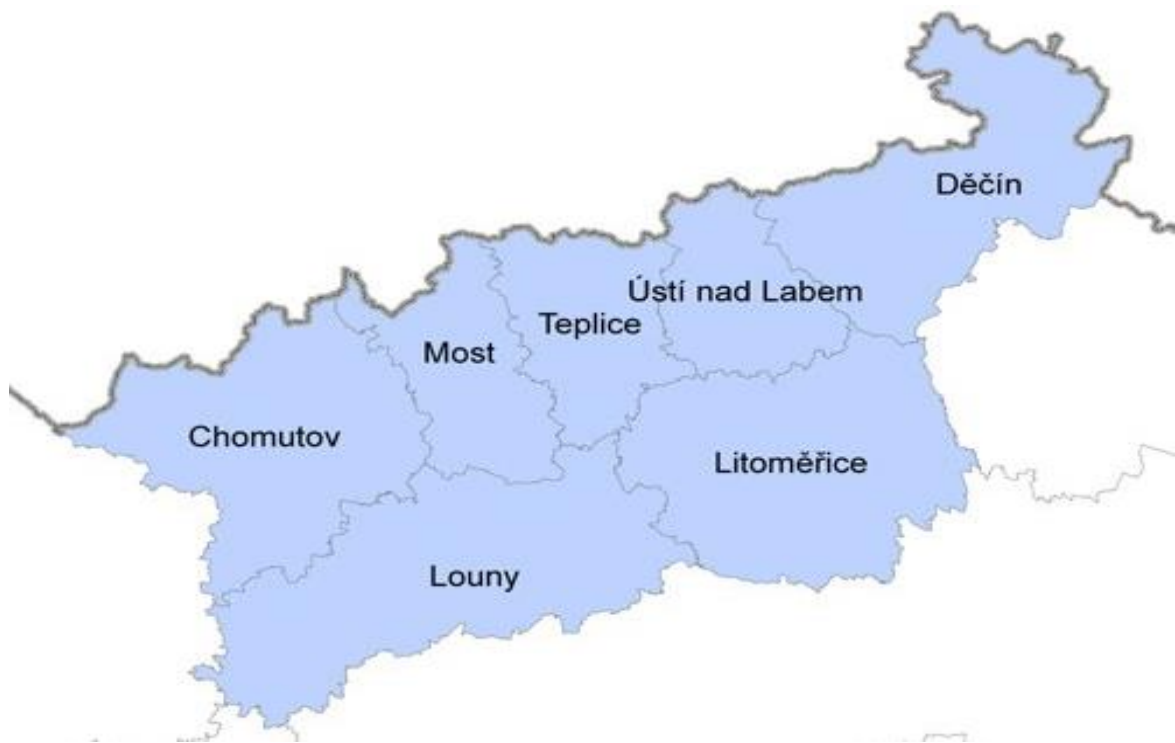 Děčín
Ústí nad Labem
Teplice
Most
Chomutov
Litoměřice
Louny